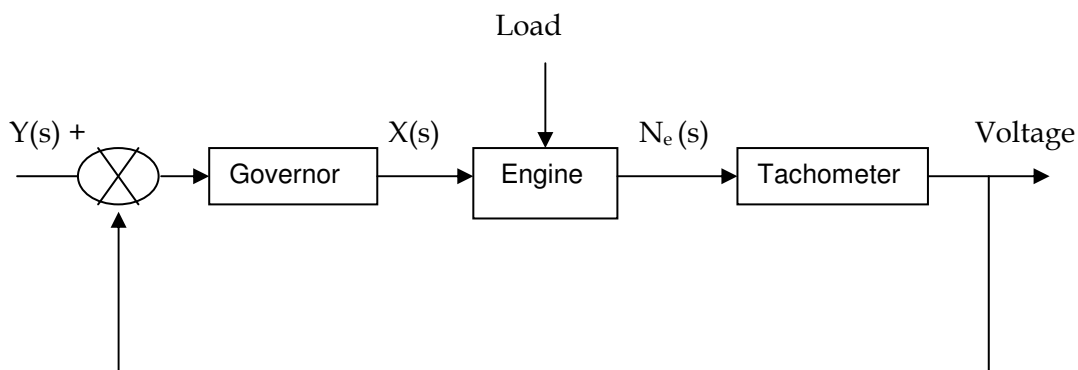 Load
Y(s) +
X(s)
Nₑ (s)
Voltage
Governor
Engine
Tachometer